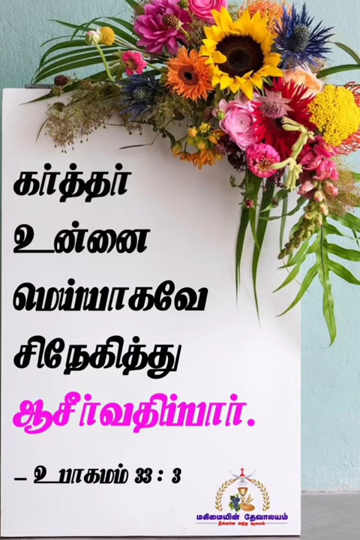 கர்த்தர்
உன்னை
மெய்யாகவே
சிநேகித்து
ஆசீர்வதிப்பார்.
– உபாகமம் 33 : 3
மகிமையின் தேவாலயம்